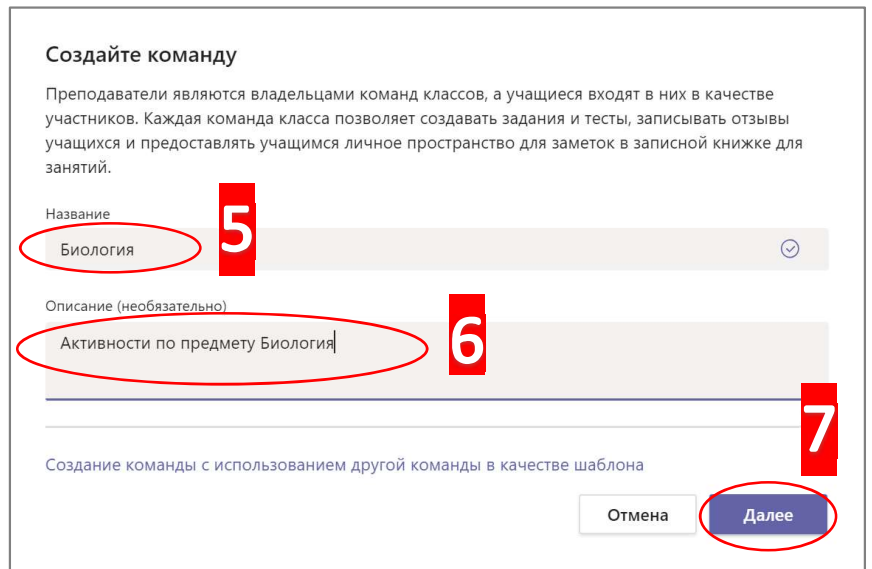 Создайте команду
Преподаватели являются владельцами команд классов, а учащиеся входят в них в качестве
участников. Каждая команда класса позволяет создавать задания и тесты, записывать отзывы
учащихся и предоставлять учащимся личное пространство для заметок в записной книжке для
занятий.
Название
5
Биология
Описание (необязательно)
6
Активности по предмету Биология
7
Создание команды с использованием другой команды в качестве шаблона
Отмена
Далее